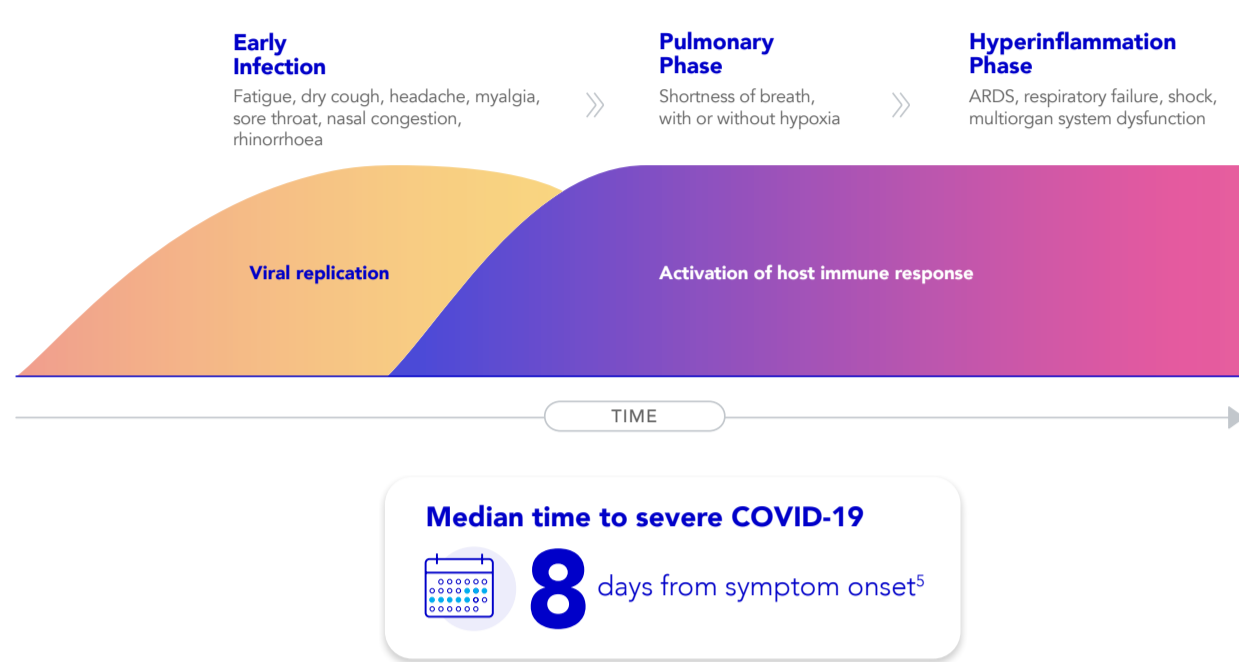 Early
Infection
Fatigue, dry cough, headache, myalgia,
sore throat, nasal congestion,
rhinorrhoea
Pulmonary
Phase
Shortness of breath,
with or without hypoxia
Hyperinflammation
Phase
ARDS, respiratory failure, shock,
multiorgan system dysfunction
Viral replication
Activation of host immune response
TIME
Median time to severe COVID-19
8 days from symptom onset⁵